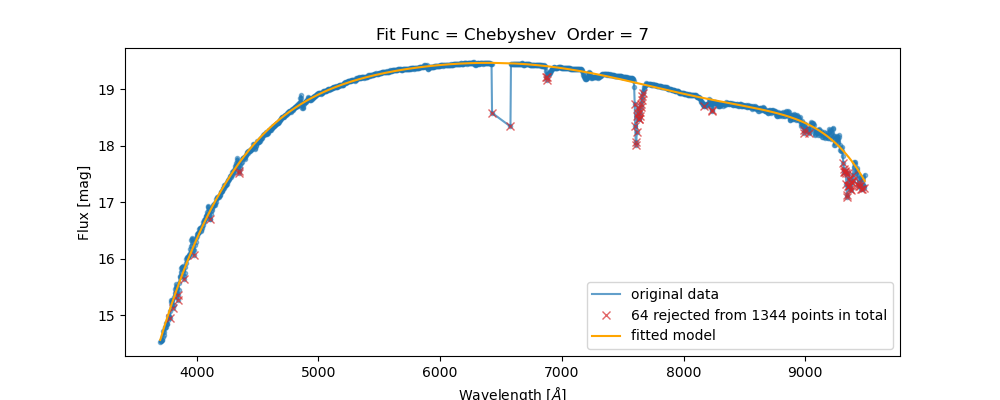 Fit Func = Chebyshev  Order = 7
Flux [mag]
19
18
17
16
15
original data
64 rejected from 1344 points in total
fitted model
4000 5000 6000 7000 8000 9000
Wavelength [Å]